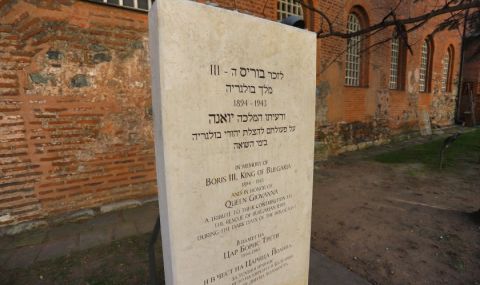 לזכר בוריס ה - III
מלך בולגריה
1894 - 1943
ורעיתו המלכה יואנה
על פעולתם להצלת יהודי בולגריה
בימי השואה
IN MEMORY OF
BORIS III, KING OF BULGARIA
1894 - 1943
AND IN HONOR OF
QUEEN GIOVANNA
A TRIBUTE TO THEIR CONTRIBUTION TO
THE RESCUE OF BULGARIAN JEWS
DURING THE DARK DAYS OF THE HOLOCAUST
В ПАМЕТ НА
ЦАР БОРИС ТРЕТИ
1894-1943
И В ЧЕСТ НА ЦАРИЦА ЙОАННА,